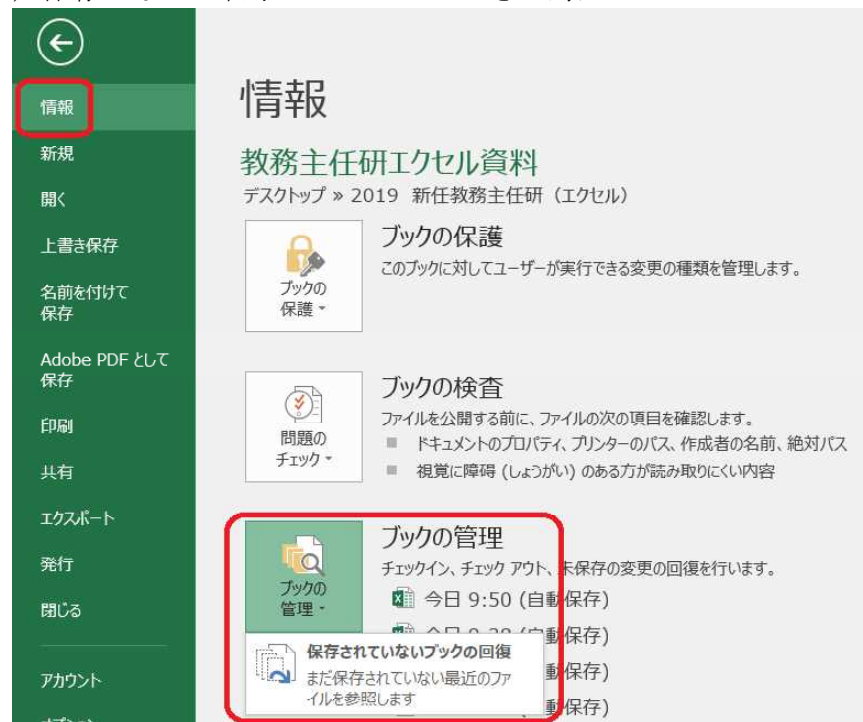 情報
新規
開く
上書き保存
名前を付けて
保存
Adobe PDF として
保存
印刷
共有
エクスポート
発行
閉じる
アカウント
情報
教務主任研エクセル資料
デスクトップ » 2019 新任教務主任研（エクセル）
ブックの
保護
ブックの保護
このブックに対してユーザーが実行できる変更の種類を管理します。
問題の
チェック
ブックの検査
ファイルを公開する前に、ファイルの次の項目を確認します。
ドキュメントのプロパティ、プリンターのパス、作成者の名前、絶対パス
視覚に障碍 (しょうがい) のある方が読み取りにくい内容
ブックの
管理
ブックの管理
チェックイン、チェック アウト、未保存の変更の回復を行います。
今日 9:50 (自動保存)
動保存)
動保存)
動保存)
保存されていないブックの回復
まだ保存されていない最近のファ
イルを参照します